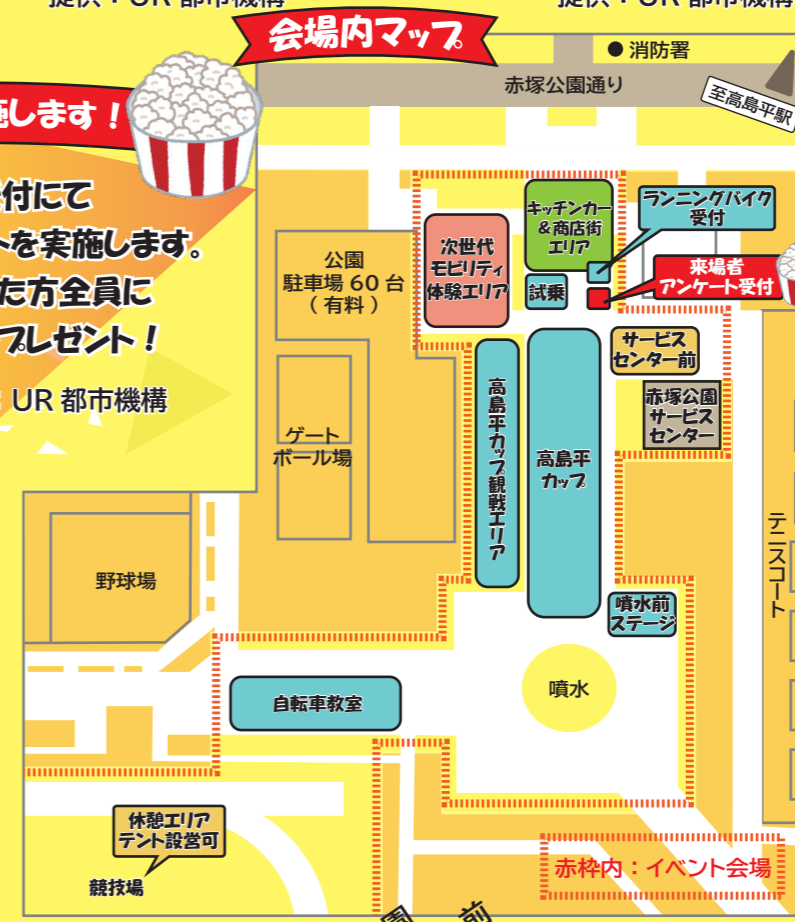 提供：UR 都市機構
提供：UR 都市機構
会場内マップ
● 消防署
赤塚公園通り
至高島平駅
施します！
付にて
トを実施します。
た方全員に
プレゼント！
UR 都市機構
キッチンカー
&商店街
エリア
ランニングバイク
受付
次世代
モビリティ
体験エリア
試乗
来場者
アンケート受付
公園
駐車場 60 台
（ 有料 ）
サービス
センター前
赤塚公園
サービス
センター
高島平カップ観戦エリア
高島平
カップ
ゲート
ボール場
テニスコート
野球場
噴水前
ステージ
噴水
自転車教室
休憩エリア
テント設営可
競技場
赤枠内：イベント会場
園
前